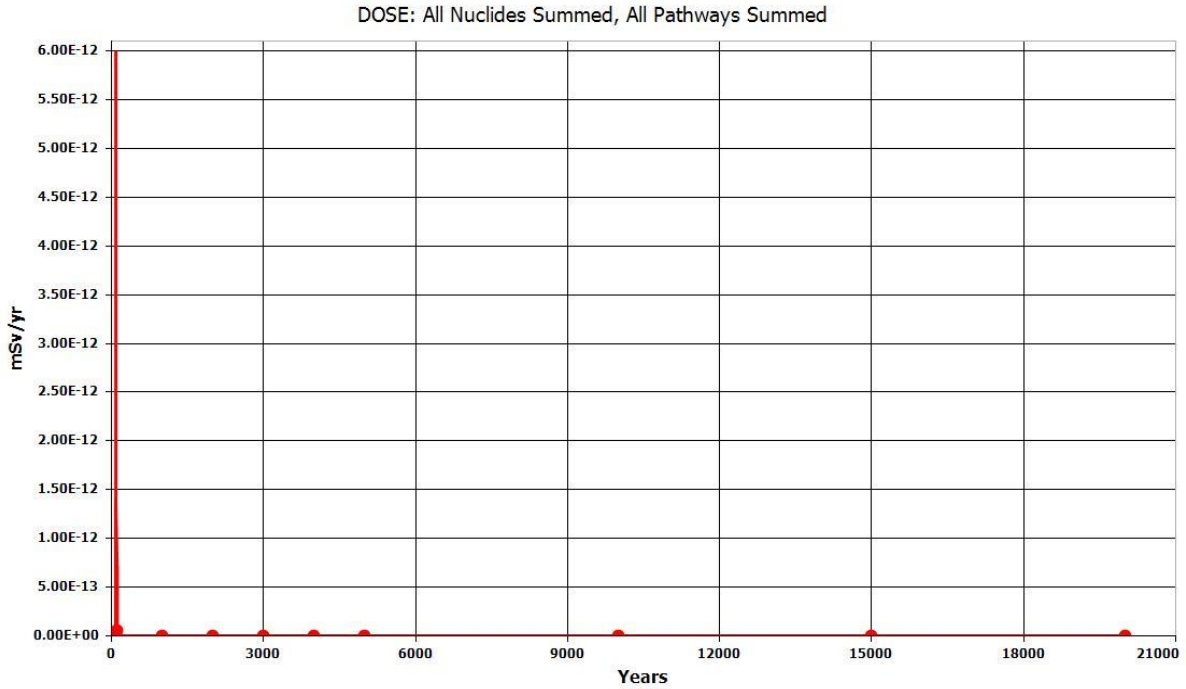 DOSE: All Nuclides Summed, All Pathways Summed
6.00E-12
5.50E-12
5.00E-12
4.50E-12
4.00E-12
3.50E-12
3.00E-12
2.50E-12
2.00E-12
1.50E-12
1.00E-12
5.00E-13
0.00E+00
mSv/yr
0 3000 6000 9000 12000 15000 18000 21000
Years